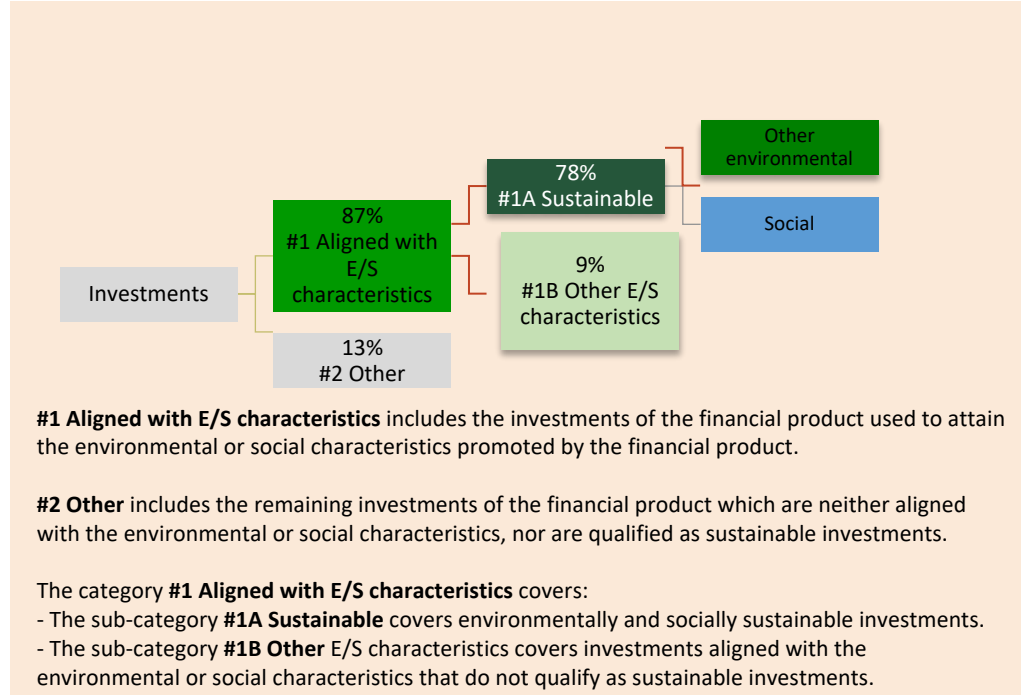 Other
environmental
78%
#1A Sustainable
Social
87%
#1 Aligned with
E/S
characteristics
9%
#1B Other E/S
characteristics
Investments
13%
#2 Other
#1 Aligned with E/S characteristics includes the investments of the financial product used to attain
the environmental or social characteristics promoted by the financial product.
#2 Other includes the remaining investments of the financial product which are neither aligned
with the environmental or social characteristics, nor are qualified as sustainable investments.
The category #1 Aligned with E/S characteristics covers:
- The sub-category #1A Sustainable covers environmentally and socially sustainable investments.
- The sub-category #1B Other E/S characteristics covers investments aligned with the
environmental or social characteristics that do not qualify as sustainable investments.